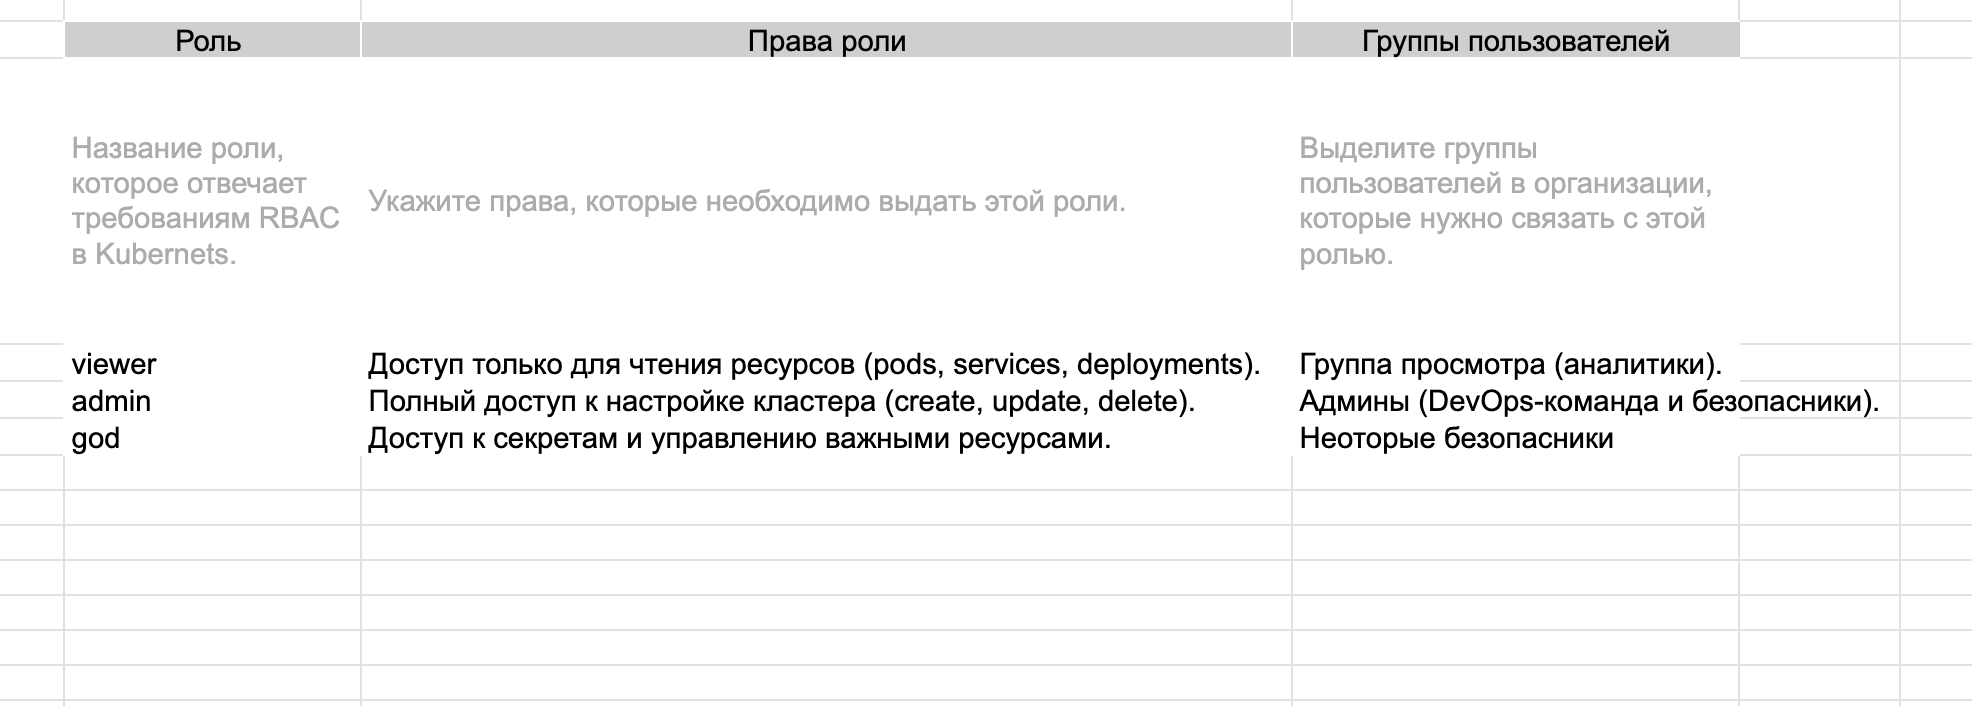 Роль
Права роли
Группы пользователей
Название роли,
которое отвечает
требованиям RBAC
в Kubernets.
Укажите права, которые необходимо выдать этой роли.
Выделите группы
пользователей в организации,
которые нужно связать с этой
ролью.
viewer
Доступ только для чтения ресурсов (pods, services, deployments).
Группа просмотра (аналитики).
admin
Полный доступ к настройке кластера (create, update, delete).
Админы (DevOps-команда и безопасники).
god
Доступ к секретам и управлению важными ресурсами.
Неоторые безопасники